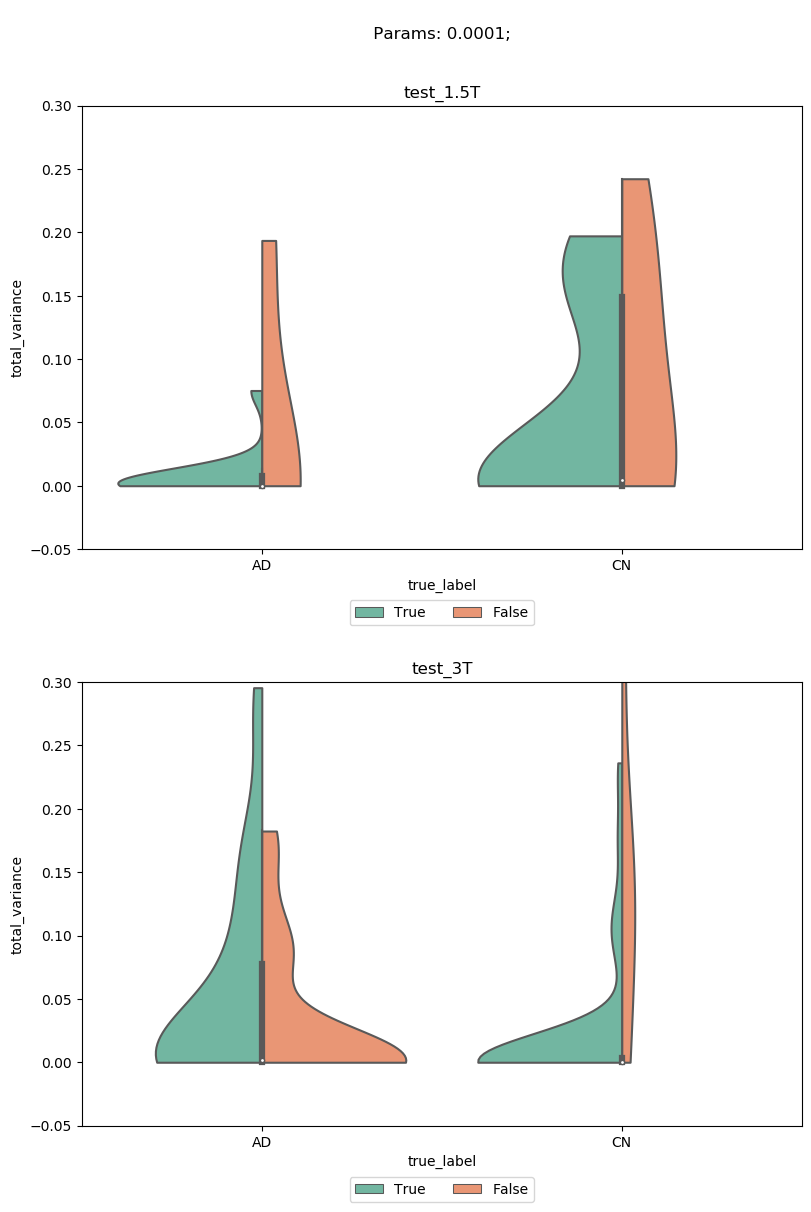 Params: 0.0001;
test_1.5T
0.30
0.25
0.20
0.15
0.10
0.05
0.00
−0.05
total_variance
AD CN
true_label
True False
test_3T
0.30
0.25
0.20
0.15
0.10
0.05
0.00
−0.05
total_variance
AD CN
true_label
True False